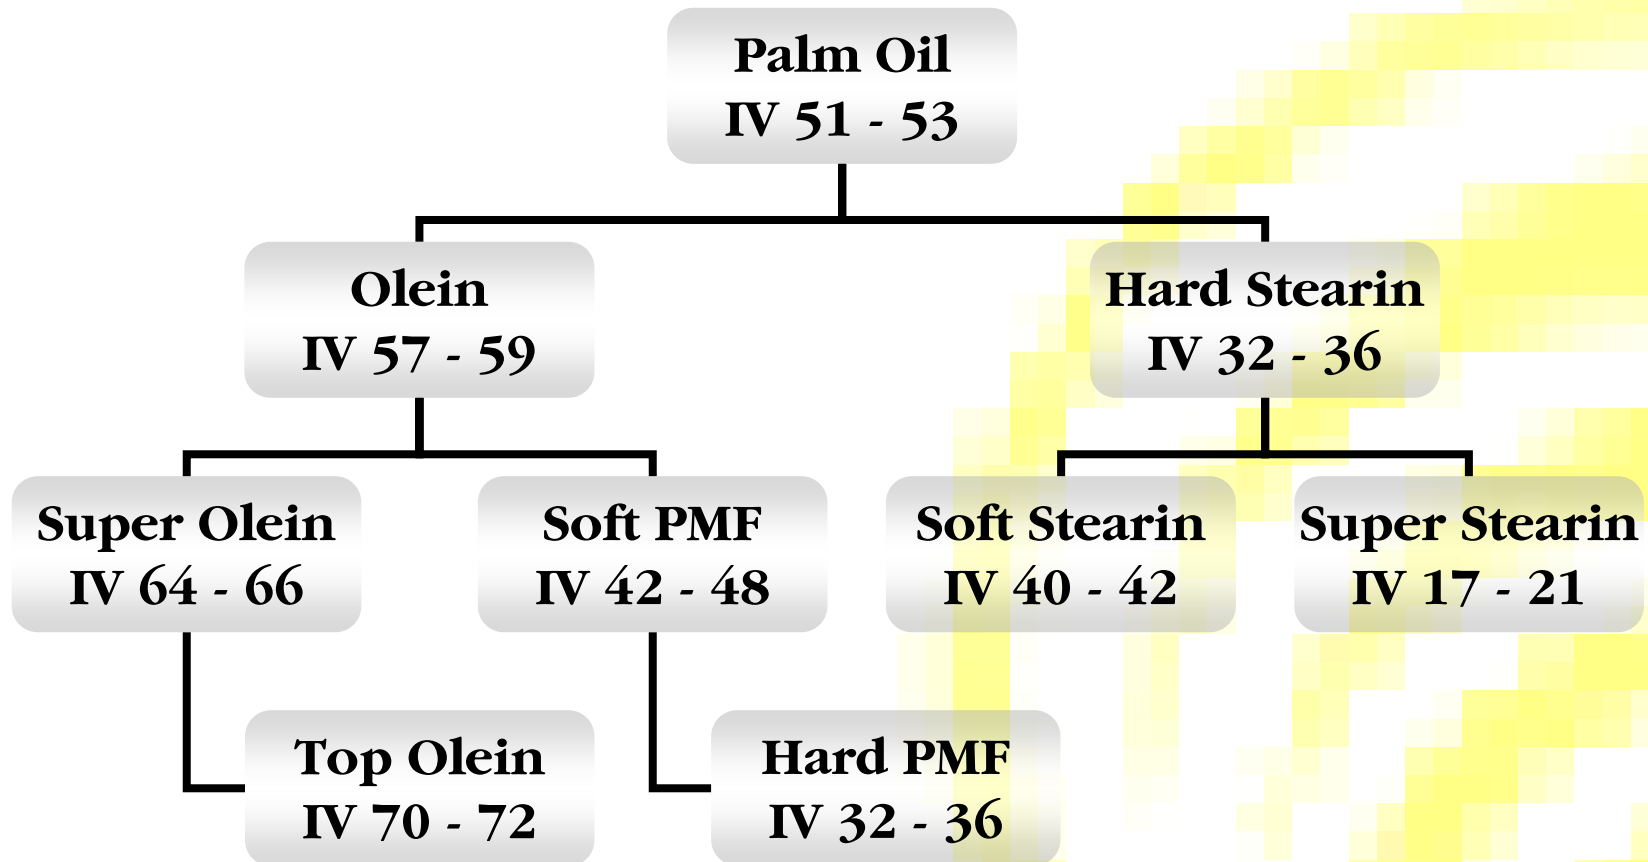 Palm Oil
IV 51 - 53
Olein
IV 57 - 59
Hard Stearin
IV 32 - 36
Super Olein
IV 64 - 66
Soft PMF
IV 42 - 48
Soft Stearin
IV 40 - 42
Super Stearin
IV 17 - 21
Top Olein
IV 70 - 72
Hard PMF
IV 32 - 36